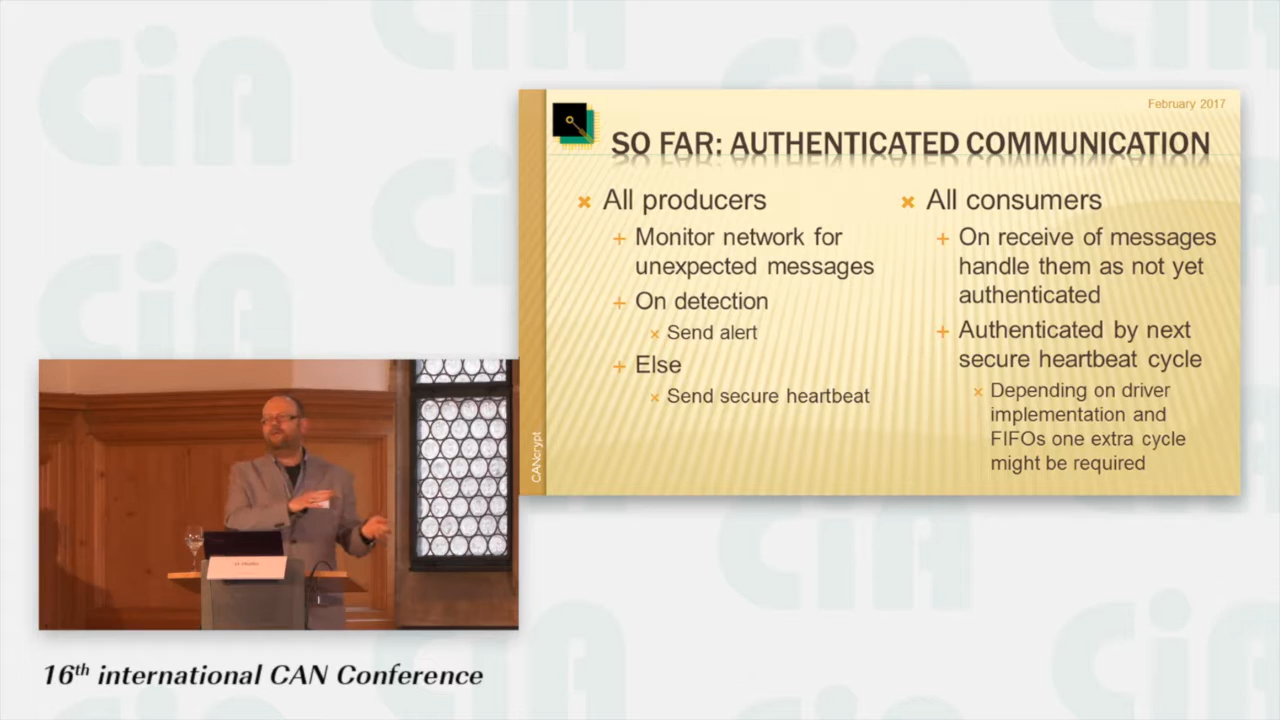 CiA
February 2017
SO FAR: AUTHENTICATED COMMUNICATION
All producers
Monitor network for
unexpected messages
On detection
Send alert
Else
Send secure heartbeat
All consumers
On receive of messages
handle them as not yet
authenticated
Authenticated by next
secure heartbeat cycle
Depending on driver
implementation and
FIFOs one extra cycle
might be required
CANcrypt
16th international CAN Conference